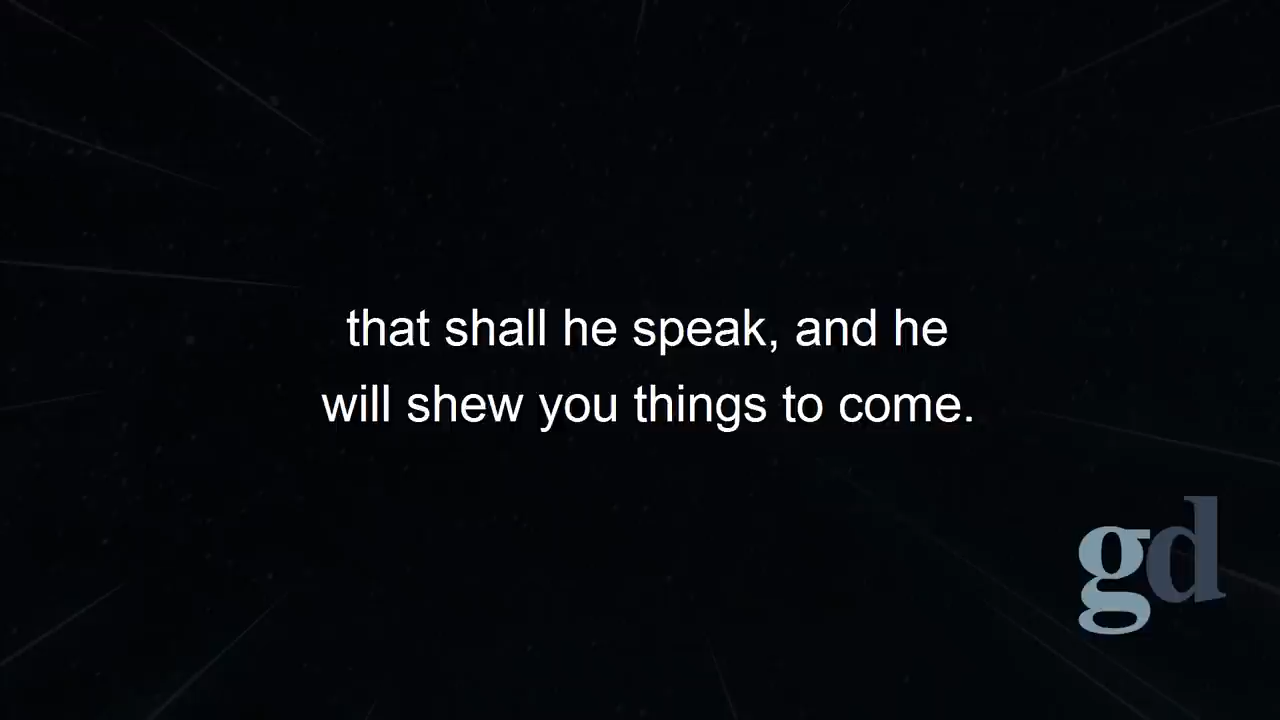 that shall he speak, and he
will shew you things to come.
gd